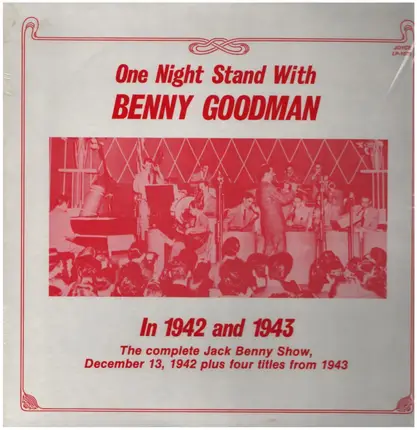 JOYCE
One Night Stand With
BENNY GOODMAN
In 1942 and 1943
The complete Jack Benny Show,
December 13, 1942 plus four titles from 1943